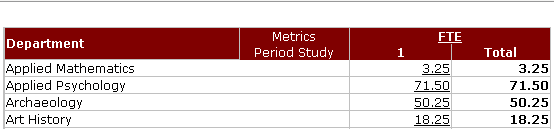 Department Metrics FTE
Period Study 1 Total
Applied Mathematics 3.25 3.25
Applied Psychology 71.50 71.50
Archaeology 50.25 50.25
Art History 18.25 18.25